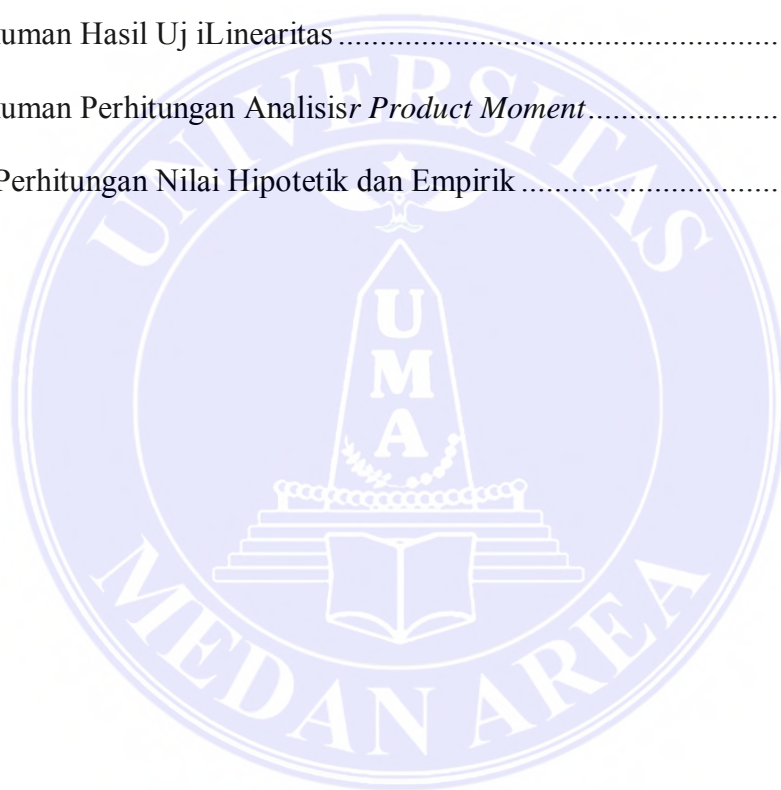 uman Hasil Uj iLinearitas ....................................................
uman Perhitungan Analisisr Product Moment .......................
Perhitungan Nilai Hipotetik dan Empirik ...............................
UNIVERSITAS
UMA
MEDAN AREA